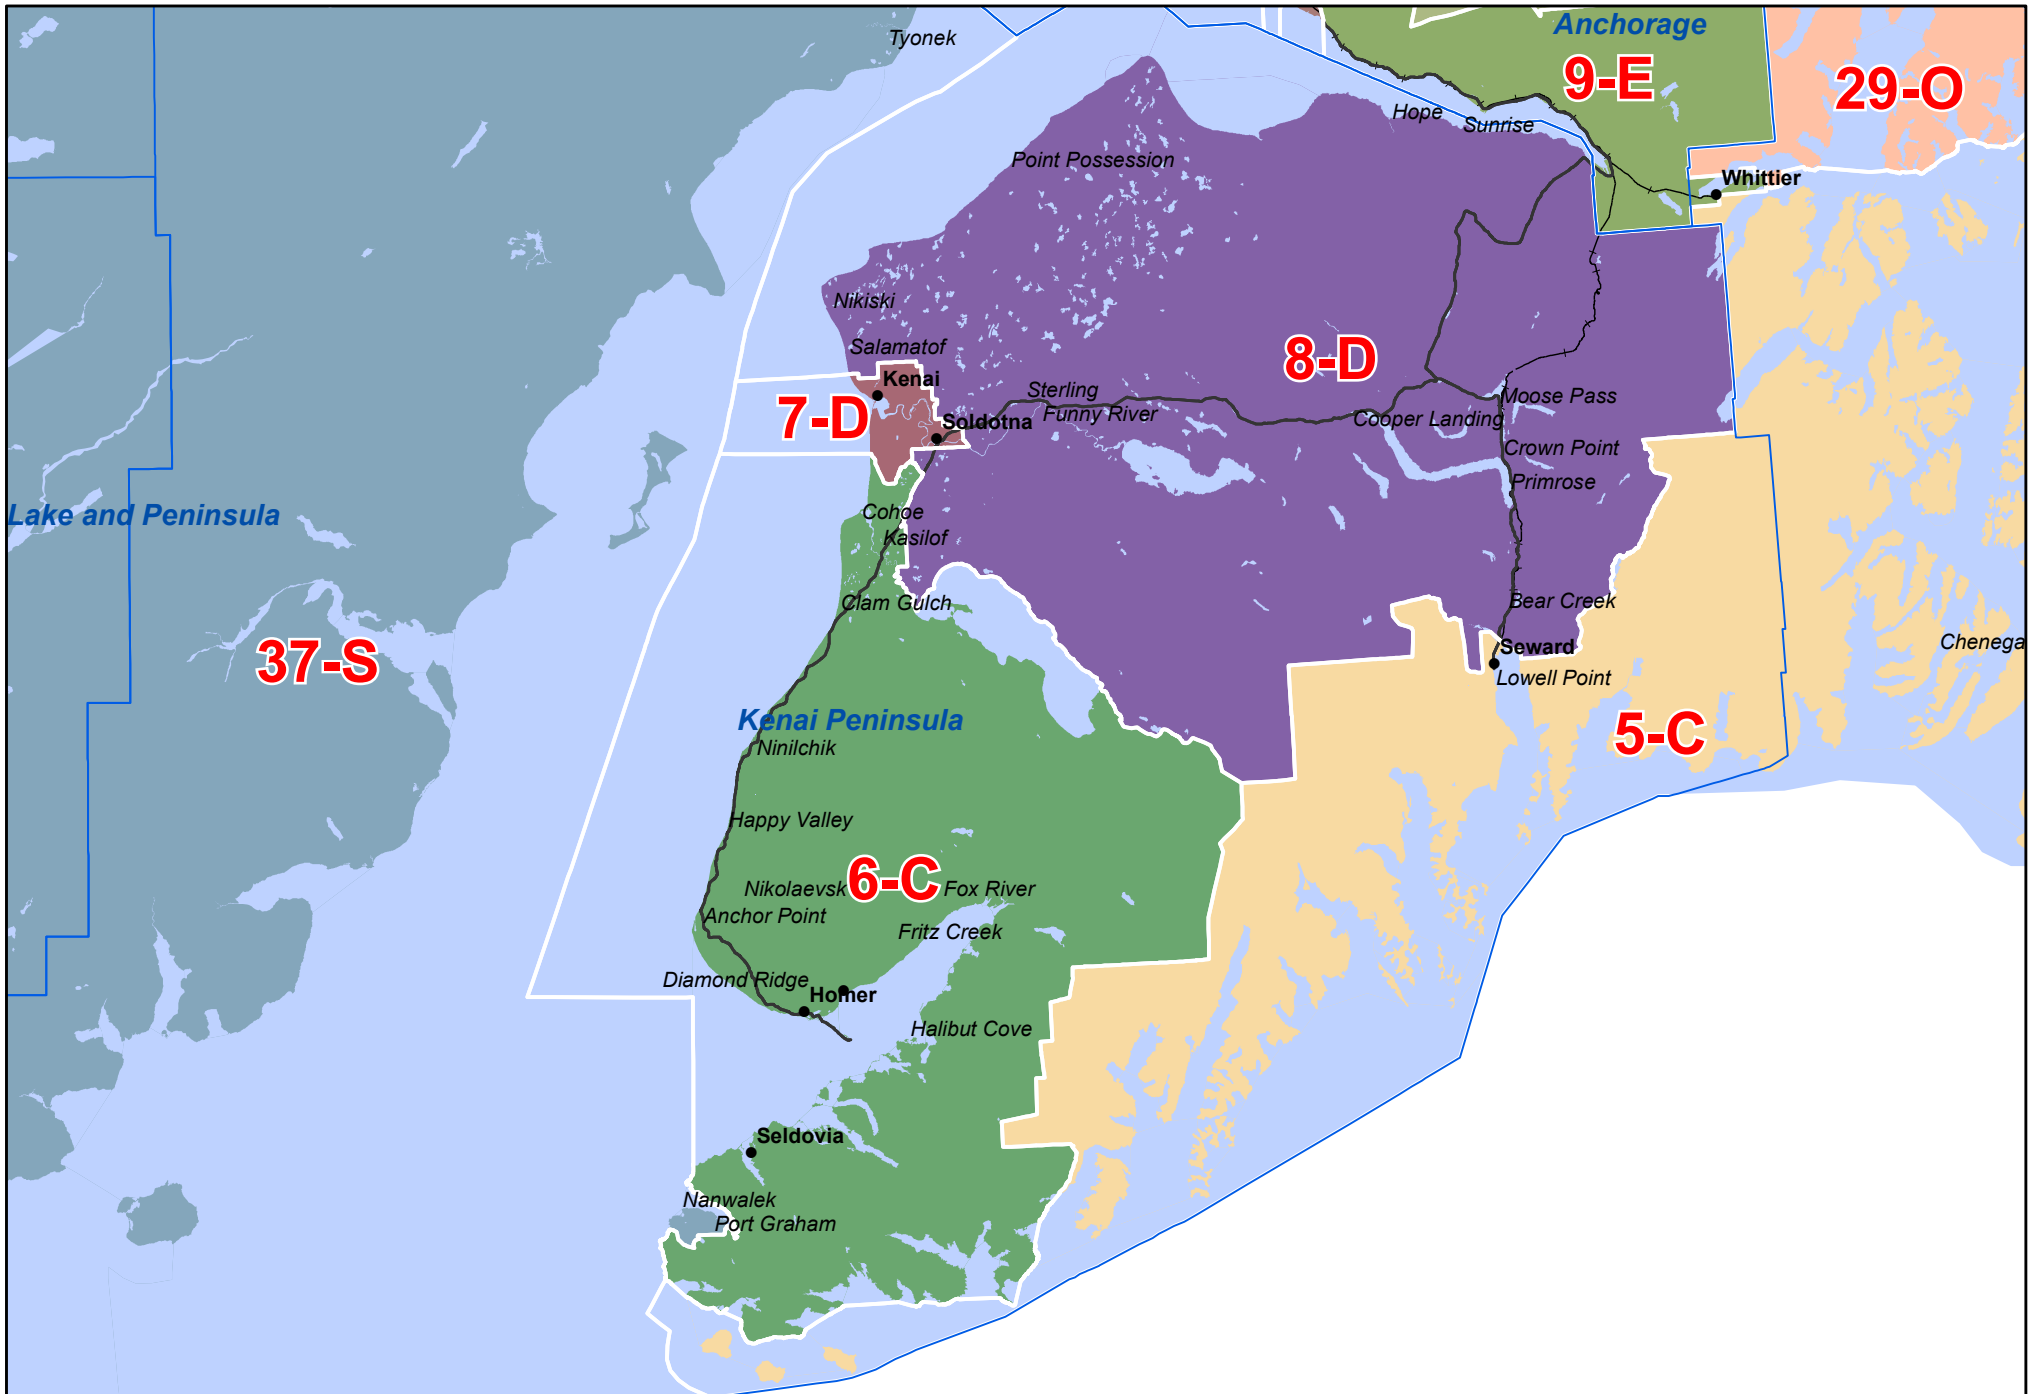 Anchorage
Tyonek
9-E
29-O
Hope
Sunrise
Point Possession
Whittier
Nikiski
Salamatof
8-D
Kenai
Sterling
Moose Pass
7-D
Funny River
Cooper Landing
Soldotna
Crown Point
Primrose
Lake and Peninsula
Cohoe
Kasilof
Clam Gulch
Bear Creek
Chenega
37-S
Seward
Lowell Point
Kenai Peninsula
5-C
Ninilchik
Happy Valley
6-C
Nikolaevsk
Fox River
Anchor Point
Fritz Creek
Diamond Ridge
Homer
Halibut Cove
Seldovia
Nanwalek
Port Graham